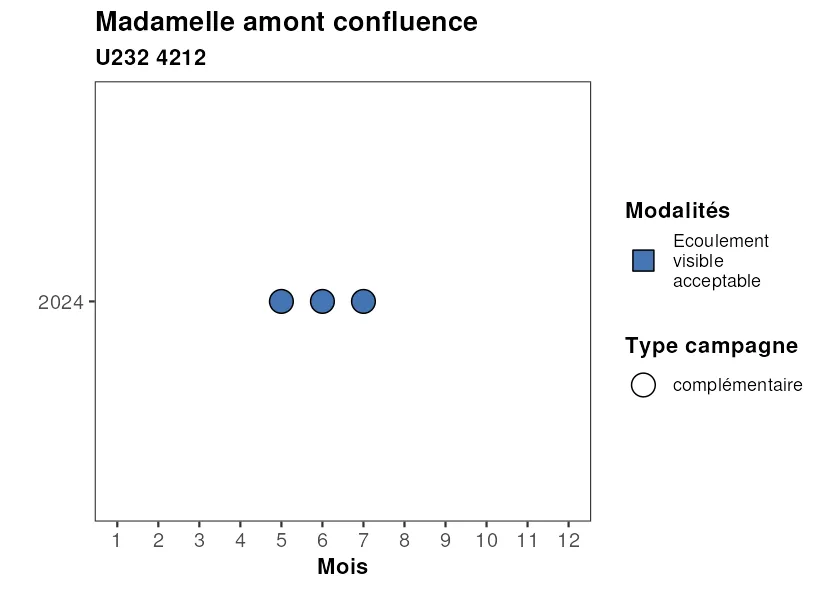 Madamelle amont confluence
U232 4212
2024
1 2 3 4 5 6 7 8 9 10 11 12
Mois
Modalités
Ecoulement
visible
acceptable
Type campagne
complémentaire